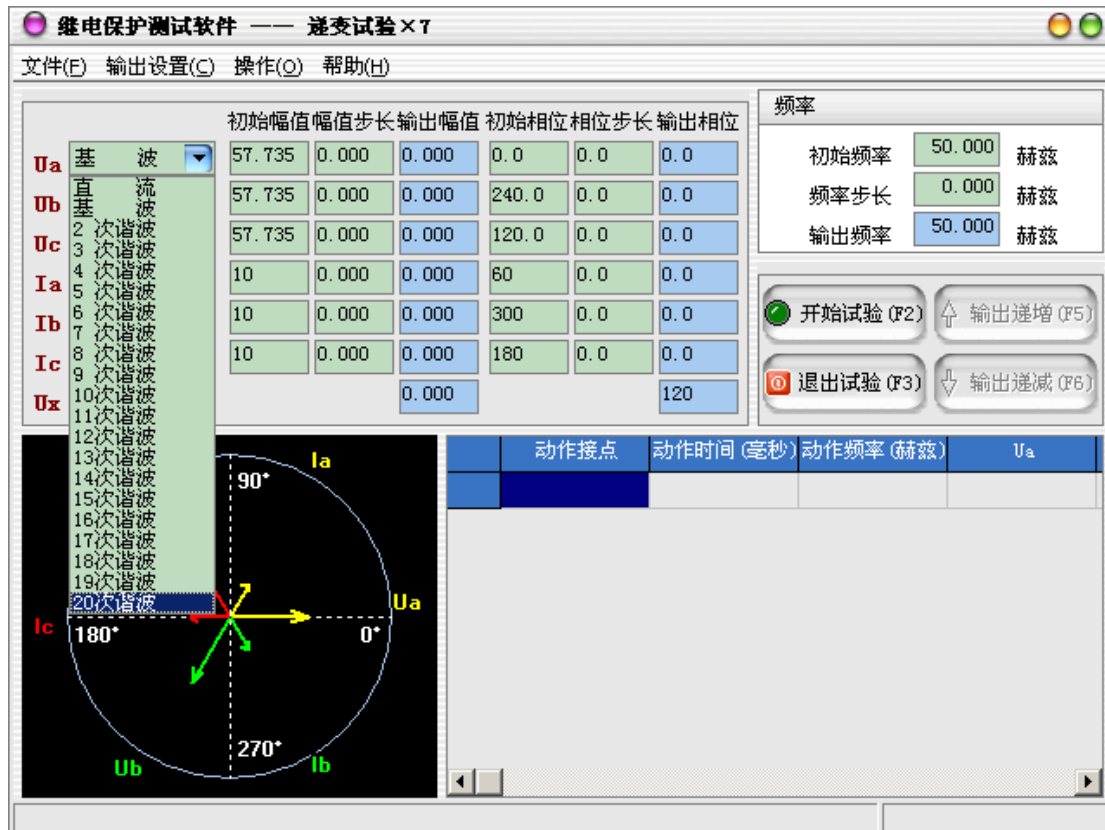 继电保护测试软件 —— 递变试验×7
文件(F) 输出设置(C) 操作(O) 帮助(H)
初始幅值 幅值步长 输出幅值 初始相位 相位步长 输出相位
Ua 基 波 57.735 0.000 0.000 0.0 0.0 0.0
Ub 57.735 0.000 0.000 240.0 0.0 0.0
Uc 57.735 0.000 0.000 120.0 0.0 0.0
Ia 10 0.000 0.000 60 0.0 0.0
Ib 10 0.000 0.000 300 0.0 0.0
Ic 10 0.000 0.000 180 0.0 0.0
Ux 0.000 120
直 流
基 波
2 次谐波
3 次谐波
4 次谐波
5 次谐波
6 次谐波
7 次谐波
8 次谐波
9 次谐波
10次谐波
11次谐波
12次谐波
13次谐波
14次谐波
15次谐波
16次谐波
17次谐波
18次谐波
19次谐波
20次谐波
频率
初始频率 50.000 赫兹
频率步长 0.000 赫兹
输出频率 50.000 赫兹
开始试验(F2) 输出递增(F5)
退出试验(F3) 输出递减(F6)
Ia
90°
Ua
Ic
180° 0°
270°
Ub Ib
动作接点 动作时间(毫秒) 动作频率(赫兹) Ua